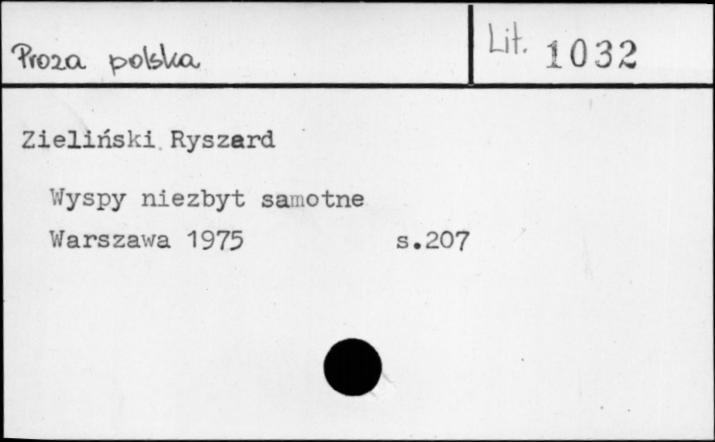 Proza polska
Lit. 1032
Zieliński Ryszard
Wyspy niezbyt samotne
Warszawa 1975 s.207